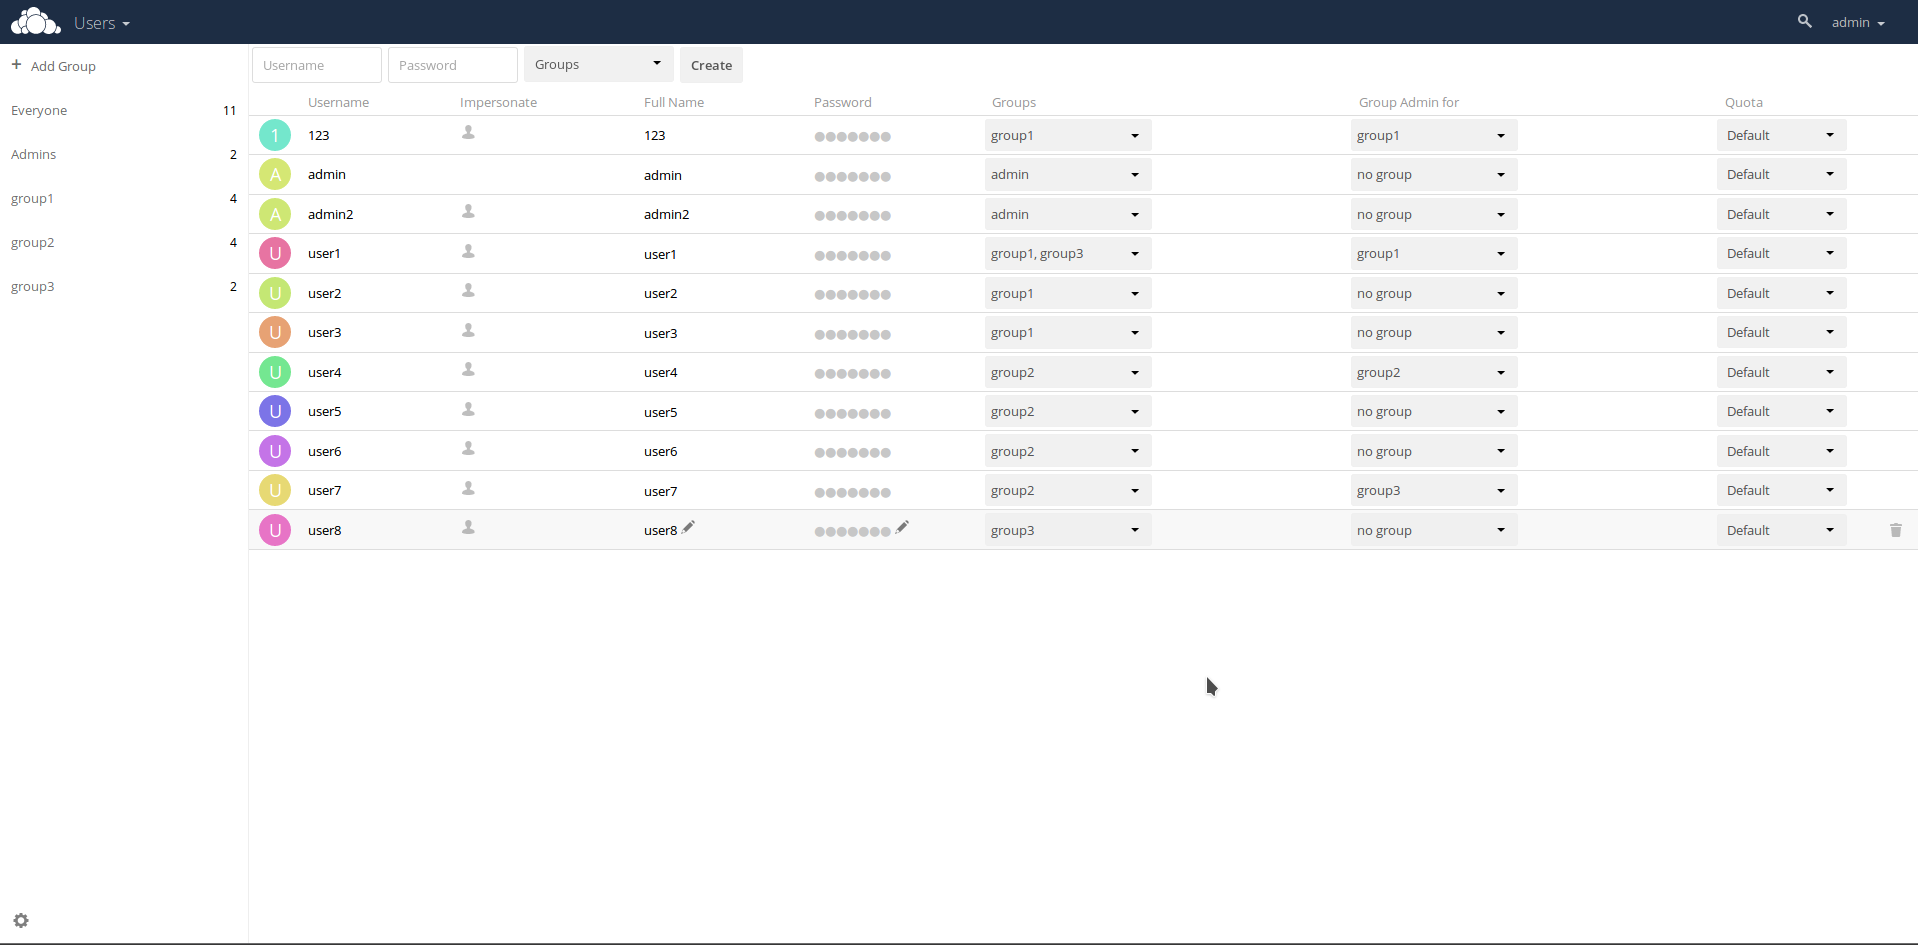 Users admin
+ Add Group
Everyone 11
Admins 2
group1 4
group2 4
group3 2
Username Password Groups Create
Username Impersonate Full Name Password Groups Group Admin for Quota
1 123 123 ●●●●●●● group1 group1 Default
A admin admin ●●●●●●● admin no group Default
A admin2 admin2 ●●●●●●● admin no group Default
U user1 user1 ●●●●●●● group1, group3 group1 Default
U user2 user2 ●●●●●●● group1 no group Default
U user3 user3 ●●●●●●● group1 no group Default
U user4 user4 ●●●●●●● group2 group2 Default
U user5 user5 ●●●●●●● group2 no group Default
U user6 user6 ●●●●●●● group2 no group Default
U user7 user7 ●●●●●●● group2 group3 Default
U user8 user8 ●●●●●●● group3 no group Default